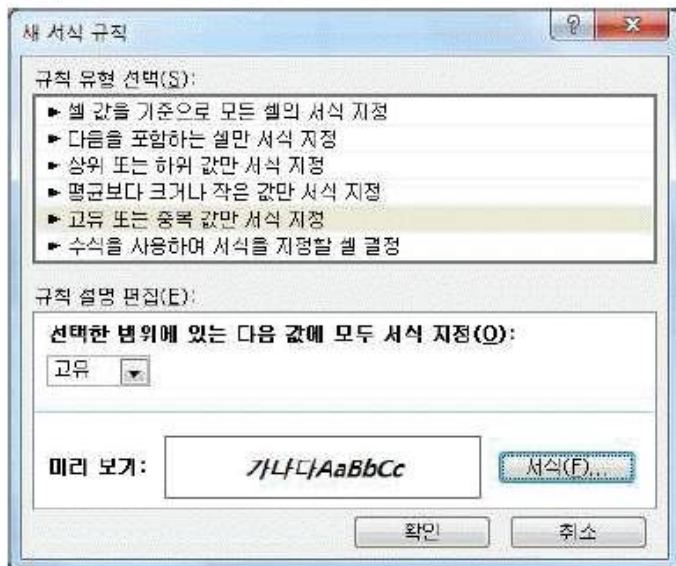 새 서식 규칙
규칙 유형 선택(S):
► 셀 값을 기준으로 모든 셀의 서식 지정
► 다음을 포함하는 셀만 서식 지정
► 상위 또는 하위 값만 서식 지정
► 평균보다 크거나 작은 값만 서식 지정
► 고유 또는 중복 값만 서식 지정
► 수식을 사용하여 서식을 지정할 셀 결정
규칙 설명 편집(E):
선택한 범위에 있는 다음 값에 모두 서식 지정(O):
고유
미리 보기: 가나다AaBbCc 서식(F)...
확인 취소